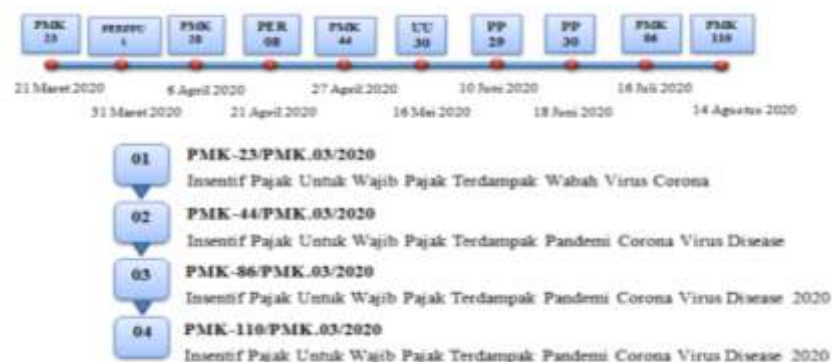 PMK 23
PERPPU 1
PMK 28
PER 08
PMK 44
UU 30
PP 29
PP 30
PMK 86
PMK 110
21 Maret 2020
31 Maret 2020
6 April 2020
21 April 2020
27 April 2020
16 Mei 2020
10 Juni 2020
18 Juni 2020
16 Juli 2020
14 Agustus 2020
01
PMK-23/PMK.03/2020
Insentif Pajak Untuk Wajib Pajak Terdampak Wabah Virus Corona
02
PMK-44/PMK.03/2020
Insentif Pajak Untuk Wajib Pajak Terdampak Pandemi Corona Virus Disease
03
PMK-86/PMK.03/2020
Insentif Pajak Untuk Wajib Pajak Terdampak Pandemi Corona Virus Disease 2020
04
PMK-110/PMK.03/2020
Insentif Pajak Untuk Wajib Pajak Terdampak Pandemi Corona Virus Disease 2020